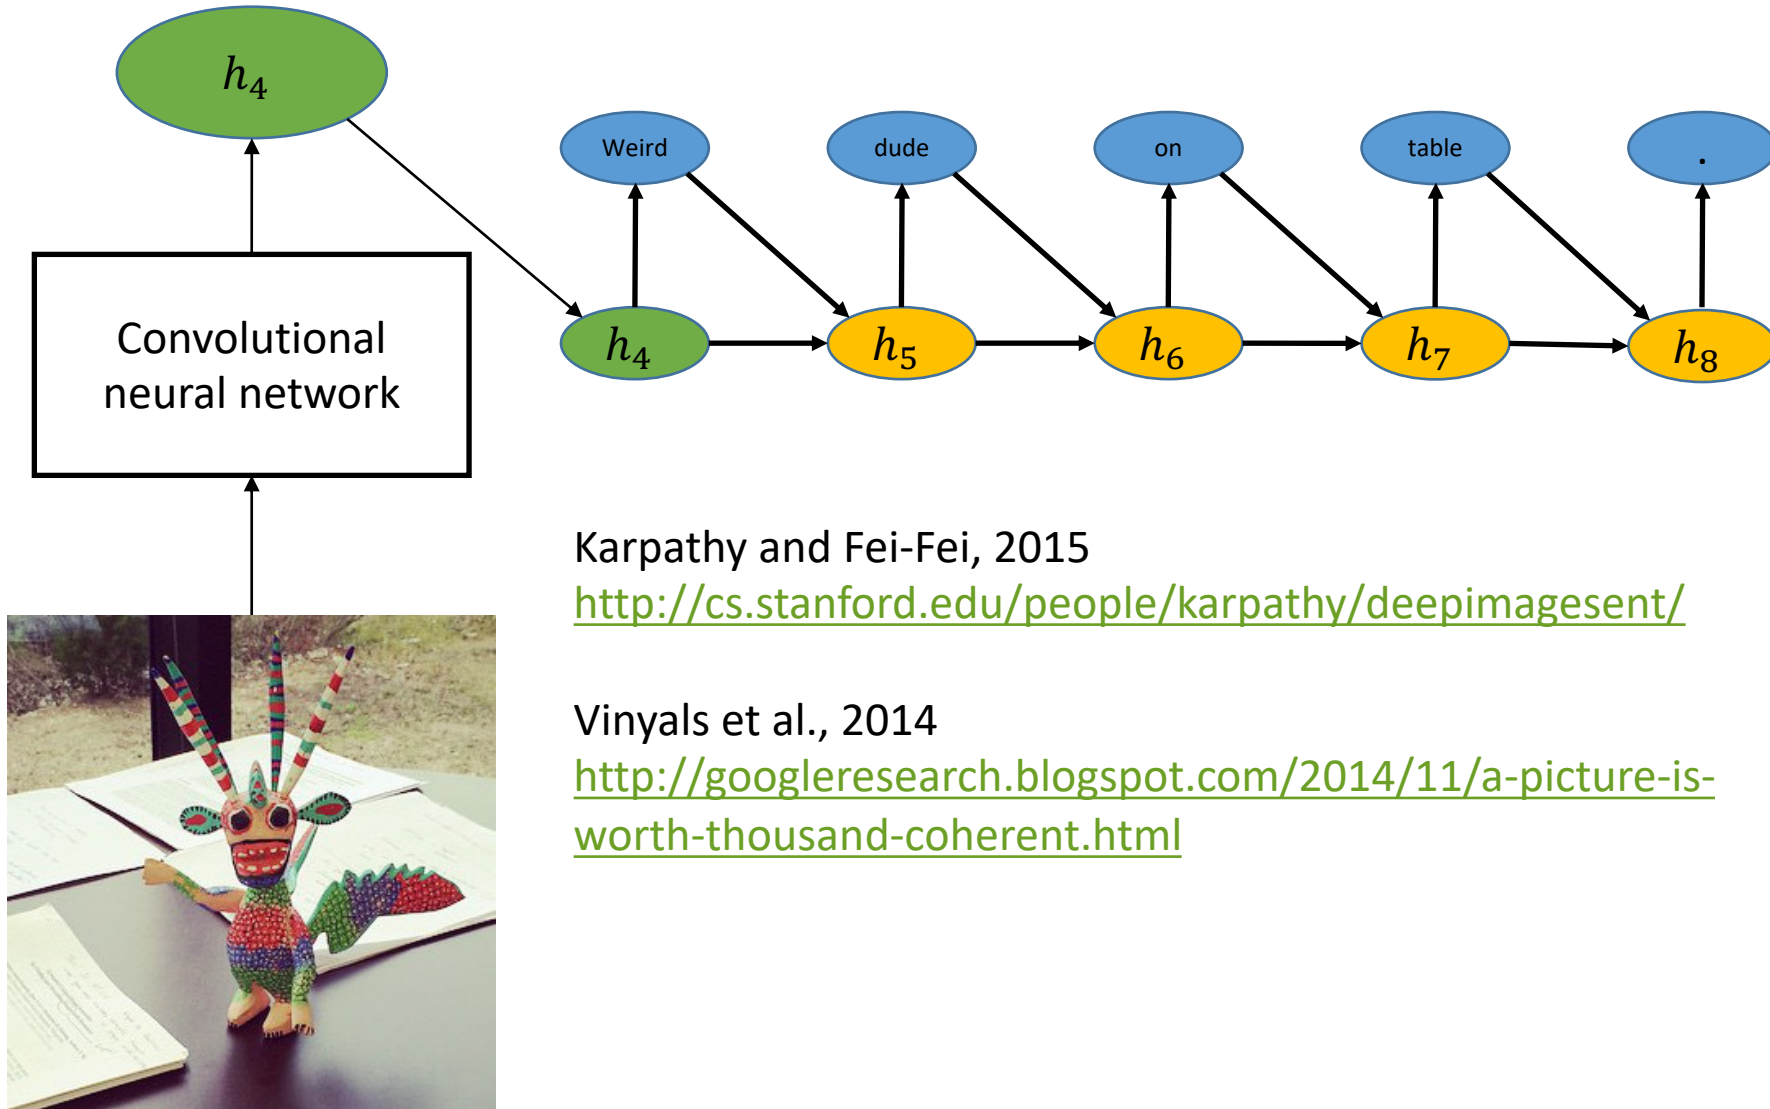 h₄
Weird
dude
on
table
.
h₄
h₅
h₆
h₇
h₈
Convolutional
neural network
Karpathy and Fei-Fei, 2015
http://cs.stanford.edu/people/karpathy/deepimagesent/
Vinyals et al., 2014
http://googleresearch.blogspot.com/2014/11/a-picture-is-
worth-thousand-coherent.html